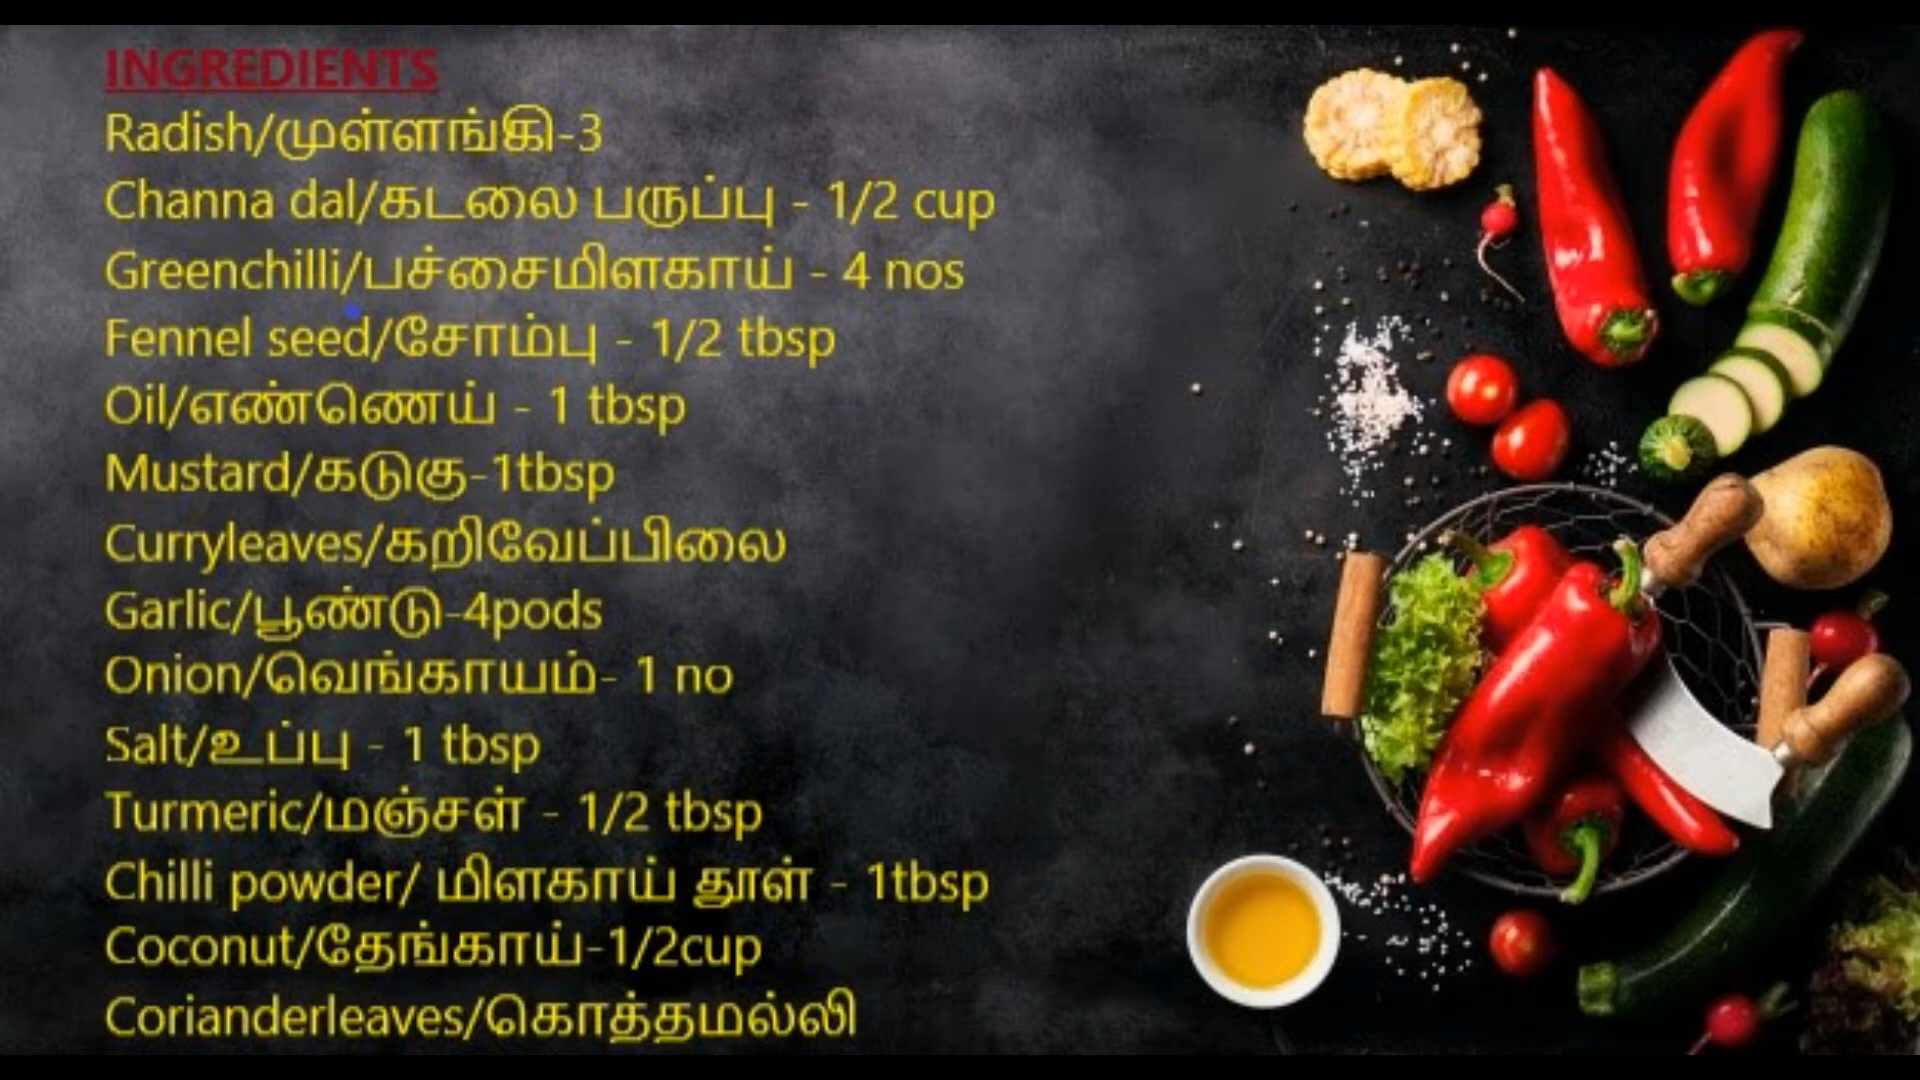 INGREDIENTS
Radish/முள்ளங்கி-3
Channa dal/கடலை பருப்பு - 1/2 cup
Greenchilli/பச்சைமிளகாய் - 4 nos
Fennel seed/சோம்பு - 1/2 tbsp
Oil/எண்ணெய் - 1 tbsp
Mustard/கடுகு-1tbsp
Curryleaves/கறிவேப்பிலை
Garlic/பூண்டு-4pods
Onion/வெங்காயம்- 1 no
Salt/உப்பு - 1 tbsp
Turmeric/மஞ்சள் - 1/2 tbsp
Chilli powder/ மிளகாய் தூள் - 1tbsp
Coconut/தேங்காய்-1/2cup
Corianderleaves/கொத்தமல்லி